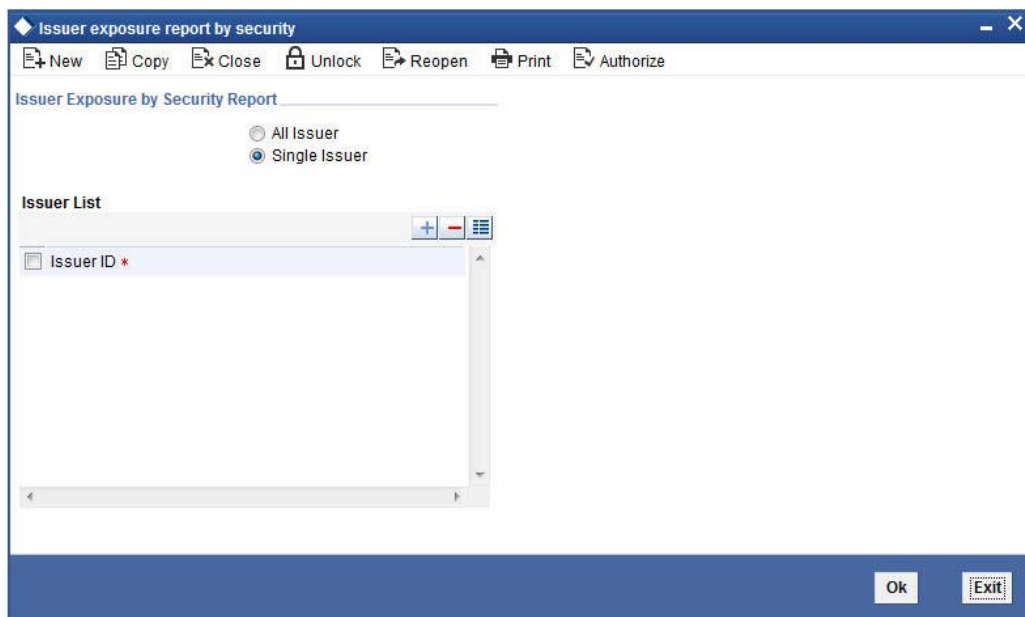 Issuer exposure report by security
New Copy Close Unlock Reopen Print Authorize
Issuer Exposure by Security Report
All Issuer
Single Issuer
Issuer List
Issuer ID *
Ok Exit